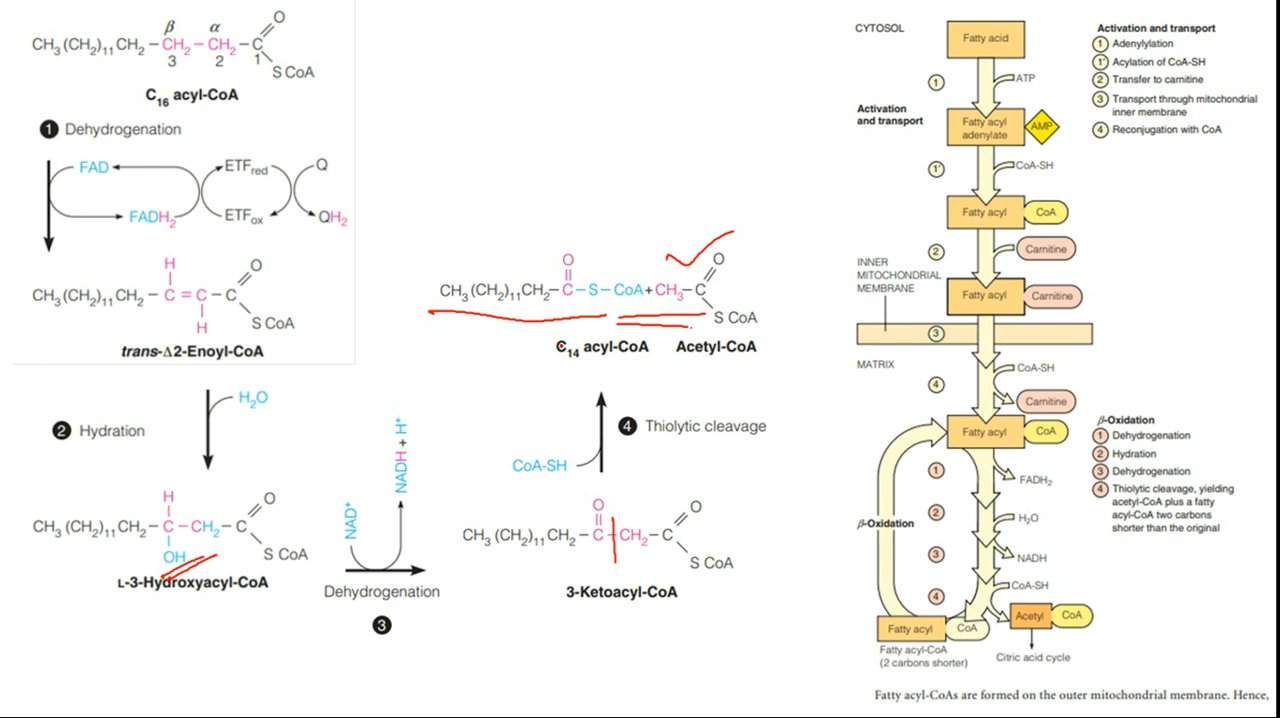 β α O
CH₃(CH₂)₁₁CH₂ – CH₂ – CH₂ – C
3 2 1
S CoA
C₁₆ acyl-CoA
1 Dehydrogenation
FAD ETF_red Q
FADH₂ ETF_ox QH₂
H O
CH₃(CH₂)₁₁CH₂ – C = C – C
H S CoA
trans-Δ2-Enoyl-CoA
H₂O
2 Hydration
H O
CH₃(CH₂)₁₁CH₂ – C – CH₂ – C
OH S CoA
L-3-Hydroxyacyl-CoA
NAD⁺
NADH + H⁺
Dehydrogenation
3
O O
CH₃(CH₂)₁₁CH₂ – C – CH₂ – C
S CoA
3-Ketoacyl-CoA
4 Thiolytic cleavage
CoA-SH
O O
CH₃(CH₂)₁₁CH₂ – C – S – CoA + CH₃ – C
S CoA
C₁₄ acyl-CoA Acetyl-CoA
CYTOSOL
Fatty acid
1 ATP
Activation
and transport
Fatty acyl
adenylate
AMP
1′ CoA-SH
Fatty acyl CoA
2 Carnitine
INNER
MITOCHONDRIAL
MEMBRANE
Fatty acyl Carnitine
3
MATRIX
CoA-SH
4
Carnitine
Fatty acyl CoA
1 FADH₂
2 H₂O
β-Oxidation
3 NADH
CoA-SH
4
Fatty acyl CoA
Acetyl CoA
Fatty acyl-CoA
(2 carbons shorter)
Citric acid cycle
Activation and transport
1 Adenylylation
1′ Acylation of CoA-SH
2 Transfer to carnitine
3 Transport through mitochondrial
inner membrane
4 Reconjugation with CoA
β-Oxidation
1 Dehydrogenation
2 Hydration
3 Dehydrogenation
4 Thiolytic cleavage, yielding
acetyl-CoA plus a fatty
acyl-CoA two carbons
shorter than the original
Fatty acyl-CoAs are formed on the outer mitochondrial membrane. Hence,